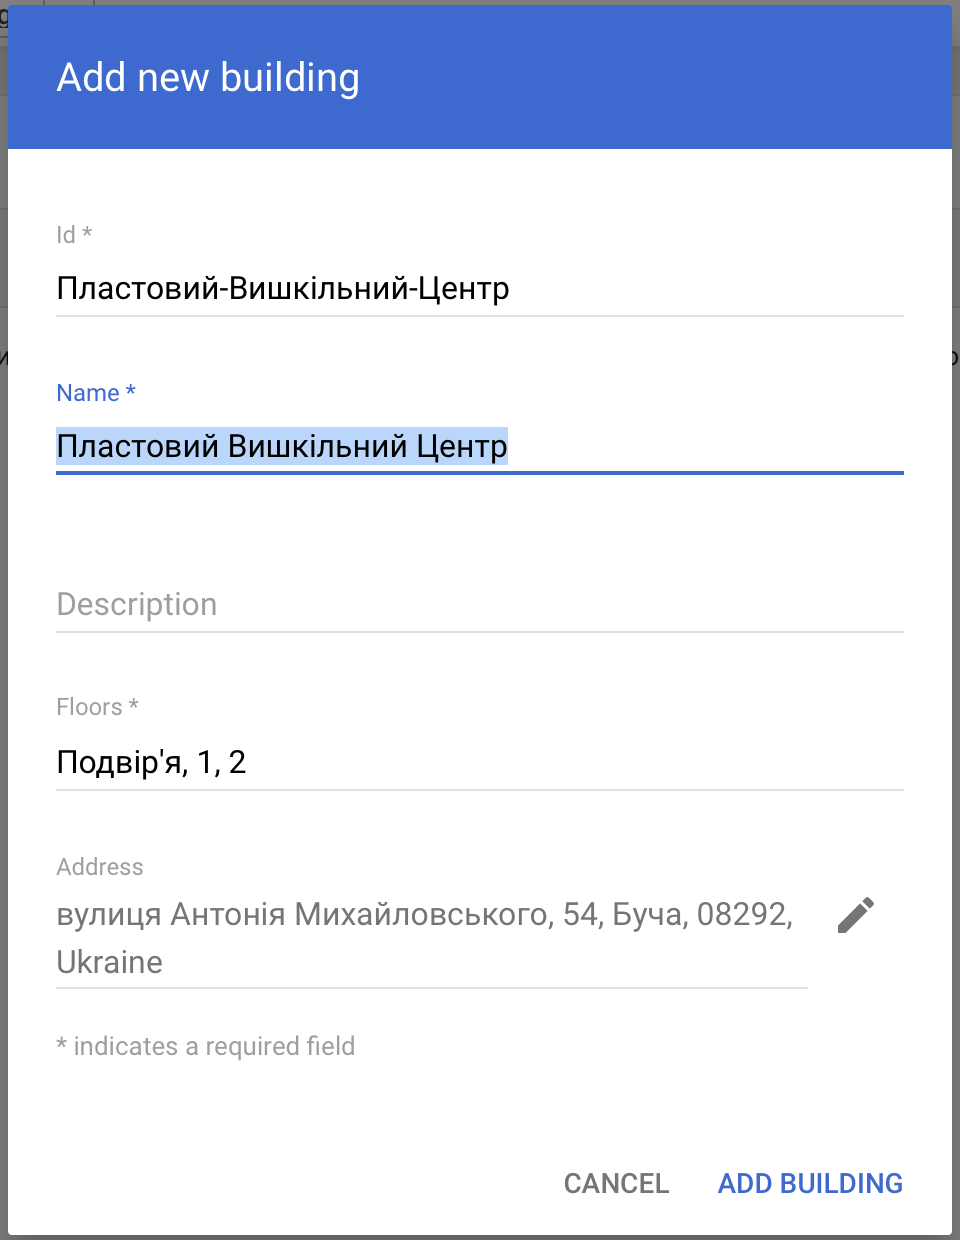 Add new building
Id *
Пластовий-Вишкільний-Центр
Name *
Пластовий Вишкільний Центр
Description
Floors *
Подвір'я, 1, 2
Address
вулиця Антонія Михайловського, 54, Буча, 08292,
Ukraine
* indicates a required field
CANCEL ADD BUILDING